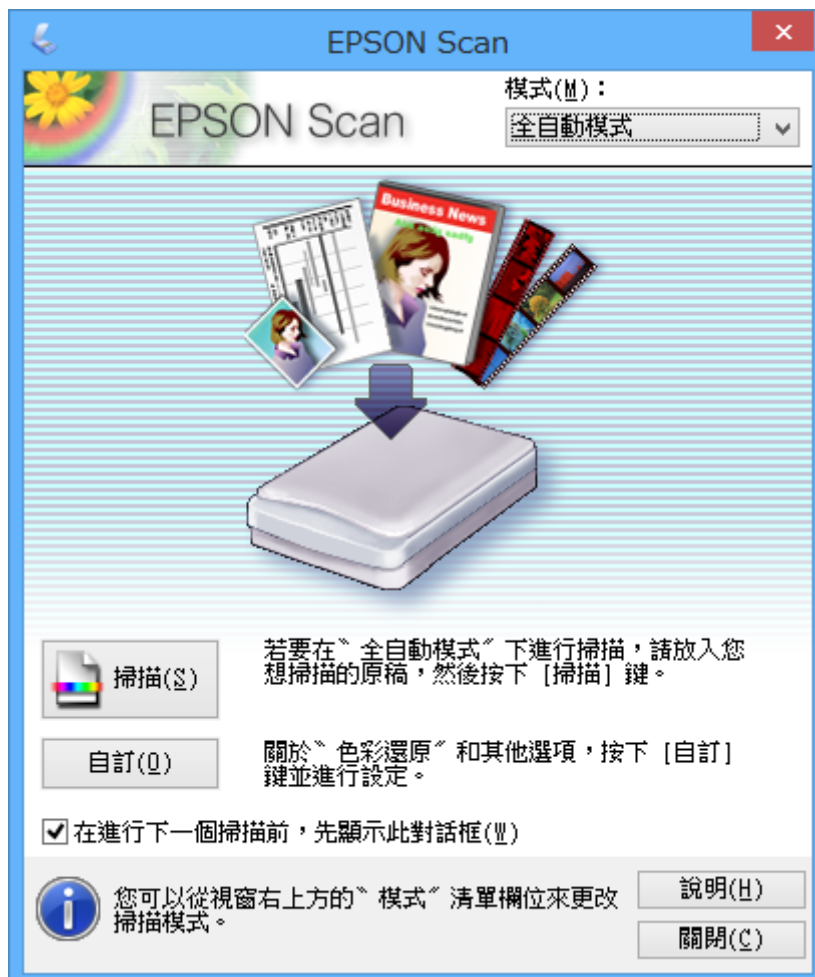 EPSON Scan
EPSON Scan
模式(M)：
全自動模式
Business News
掃描(S)
若要在〝全自動模式〞下進行掃描，請放入您
想掃描的原稿，然後按下 [掃描] 鍵。
自訂(O)
關於〝色彩還原〞和其他選項，按下 [自訂]
鍵並進行設定。
在進行下一個掃描前，先顯示此對話框(W)
您可以從視窗右上方的〝模式〞清單欄位來更改
掃描模式。
說明(H)
關閉(C)